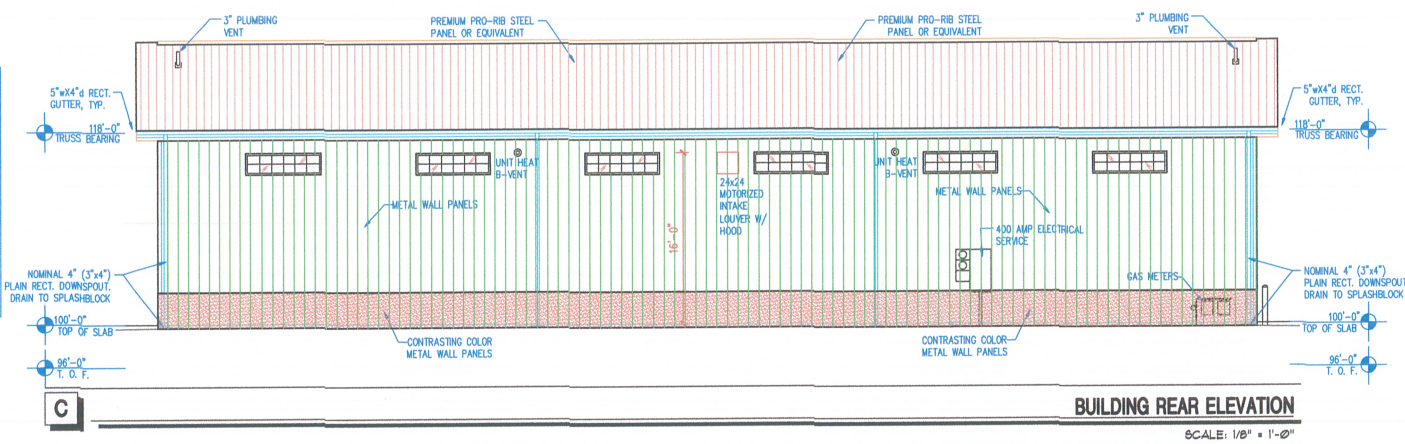 3" PLUMBING
VENT
PREMIUM PRO-RIB STEEL
PANEL OR EQUIVALENT
PREMIUM PRO-RIB STEEL
PANEL OR EQUIVALENT
3" PLUMBING
VENT
5"wX4"d RECT.
GUTTER, TYP.
5"wX4"d RECT.
GUTTER, TYP.
118'-0"
TRUSS BEARING
118'-0"
TRUSS BEARING
UNIT HEAT
B-VENT
24x24
MOTORIZED
INTAKE
LOUVER W/
HOOD
UNIT HEAT
B-VENT
METAL WALL PANELS
METAL WALL PANELS
16'-0"
400 AMP ELECTRICAL
SERVICE
GAS METERS
NOMINAL 4" (3"x4")
PLAIN RECT. DOWNSPOUT.
DRAIN TO SPLASHBLOCK
NOMINAL 4" (3"x4")
PLAIN RECT. DOWNSPOUT
DRAIN TO SPLASHBLOCK
100'-0"
TOP OF SLAB
100'-0"
TOP OF SLAB
CONTRASTING COLOR
METAL WALL PANELS
CONTRASTING COLOR
METAL WALL PANELS
96'-0"
T. O. F.
96'-0"
T. O. F.
C
BUILDING REAR ELEVATION
SCALE: 1/8" = 1'-0"